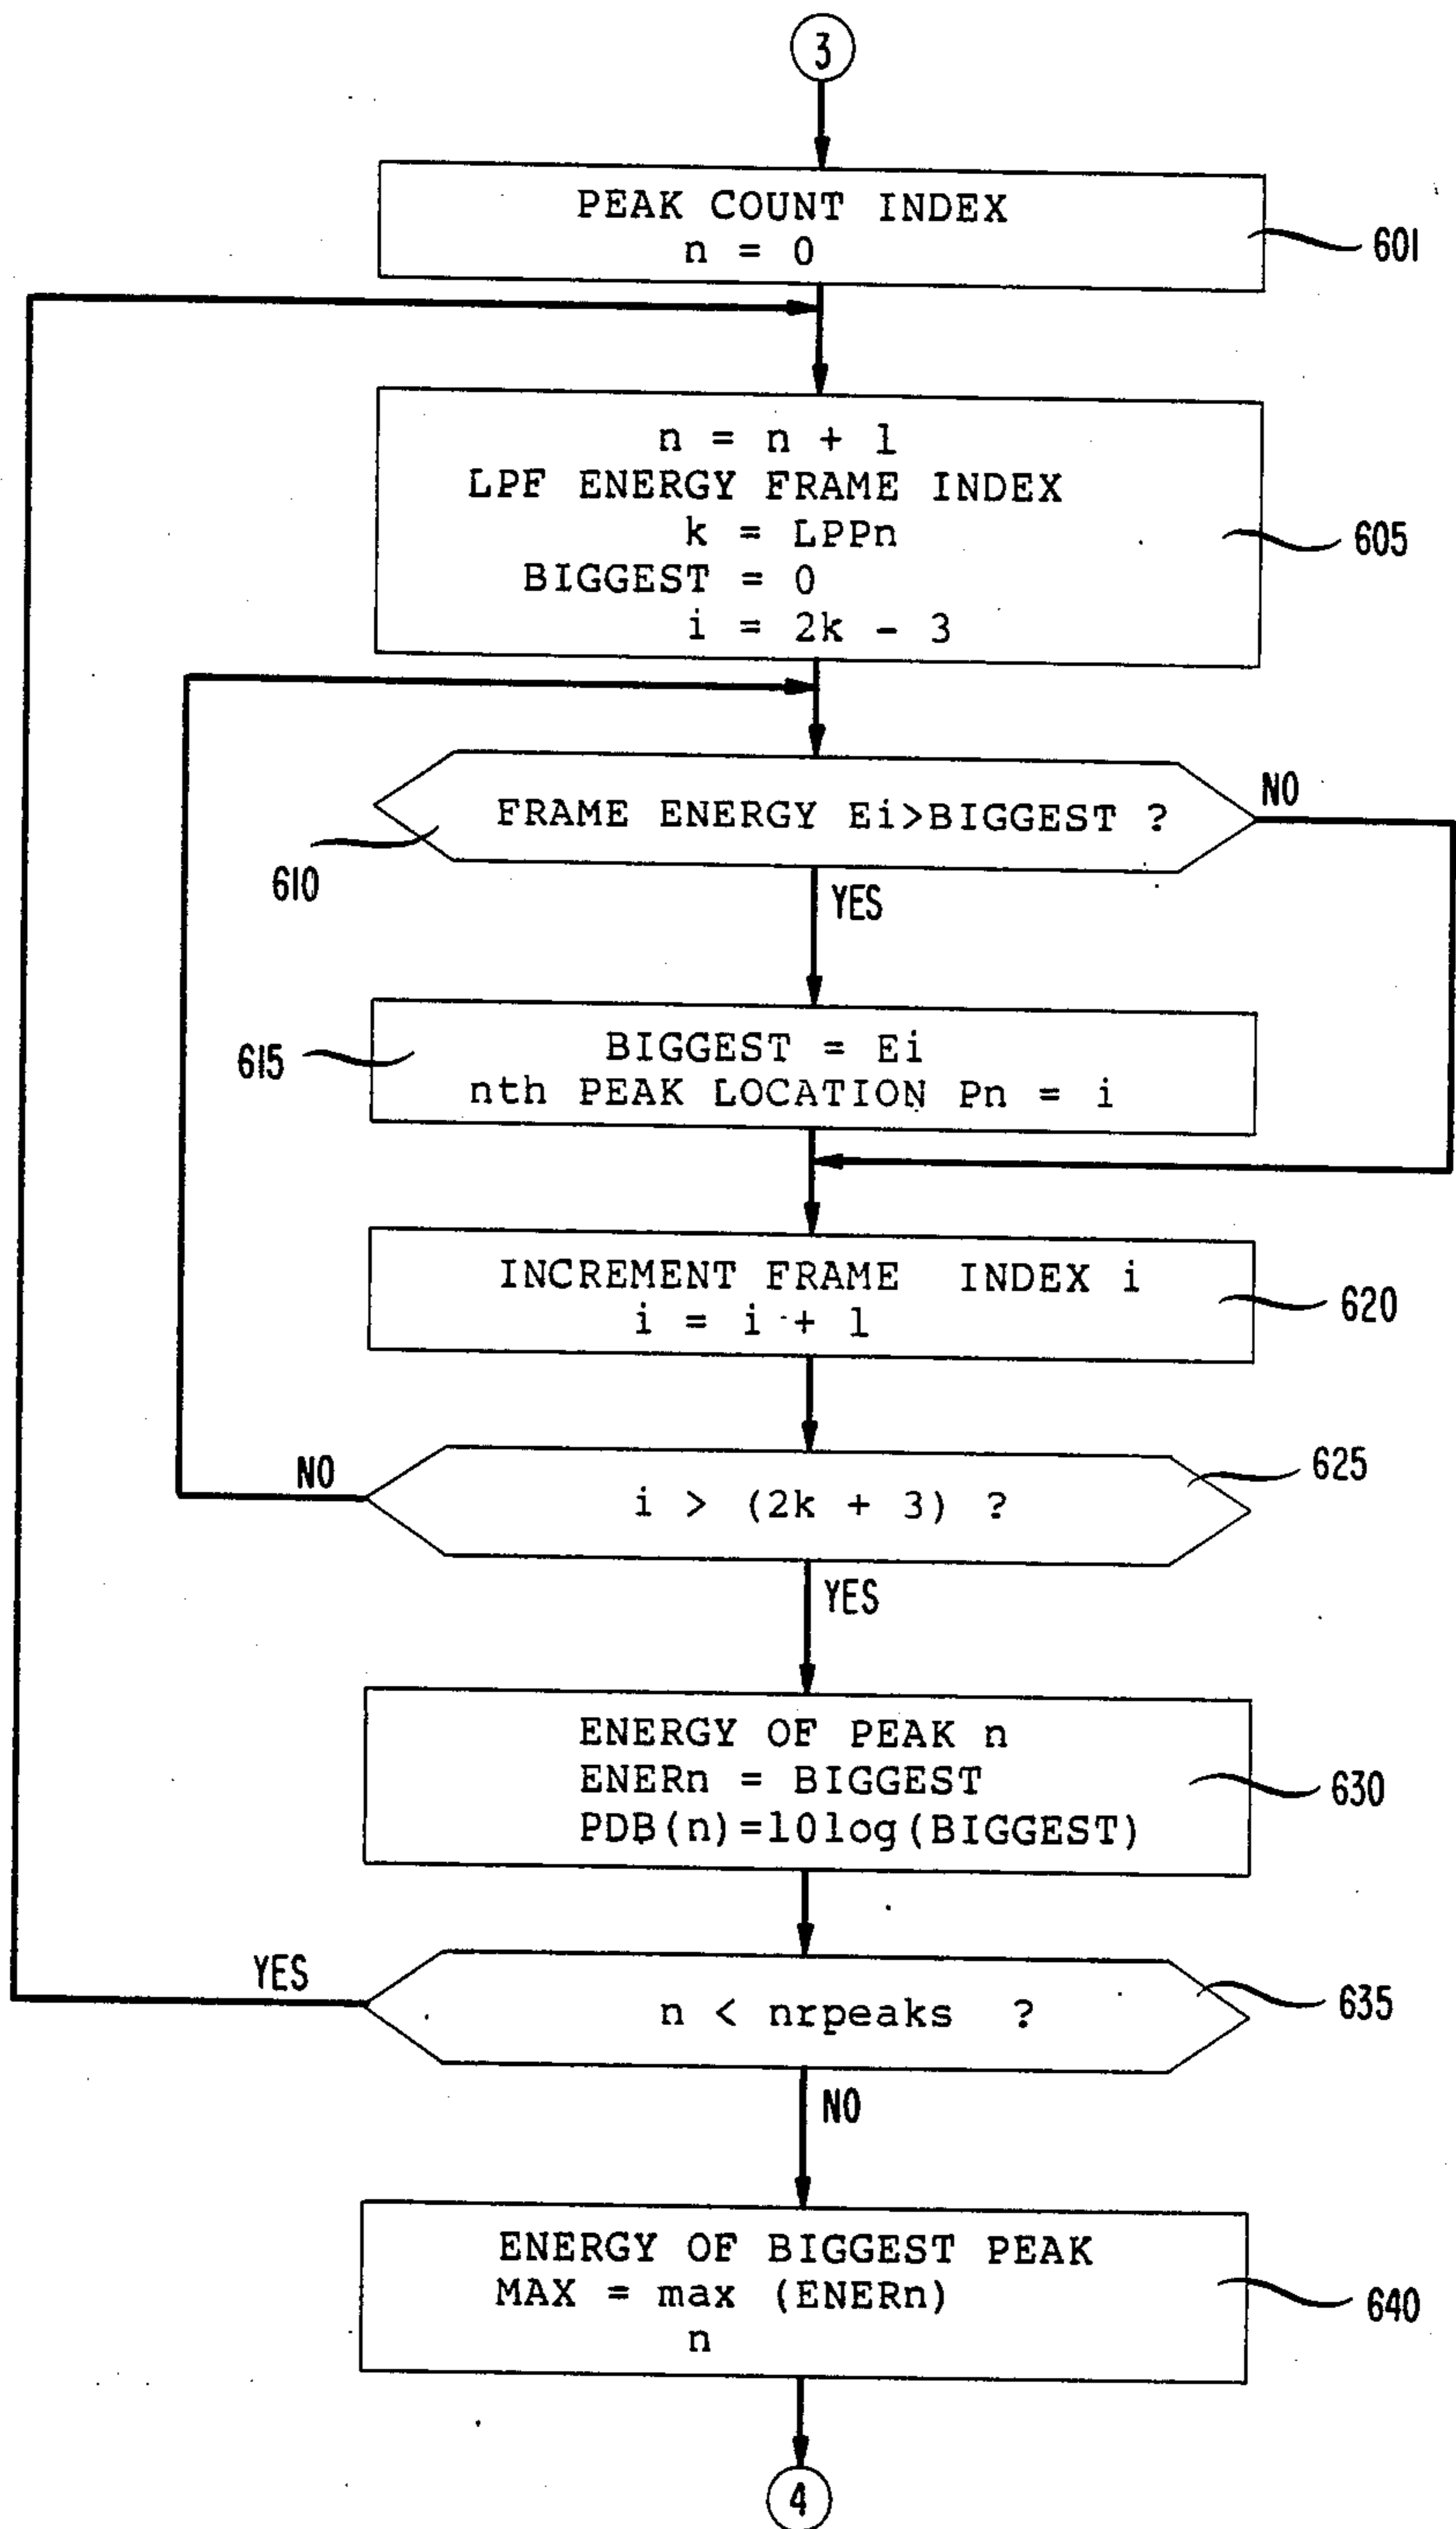 3
PEAK COUNT INDEX
n = 0
601
n = n + 1
LPF ENERGY FRAME INDEX
k = LPPn
BIGGEST = 0
i = 2k - 3
605
FRAME ENERGY Ei>BIGGEST ?
NO
610
YES
BIGGEST = Ei
nth PEAK LOCATION Pn = i
615
INCREMENT FRAME INDEX i
i = i + 1
620
NO
i > (2k + 3) ?
625
YES
ENERGY OF PEAK n
ENERn = BIGGEST
PDB(n)=10log(BIGGEST)
630
YES
n < nrpeaks ?
635
NO
ENERGY OF BIGGEST PEAK
MAX = max (ENERn)
n
640
4